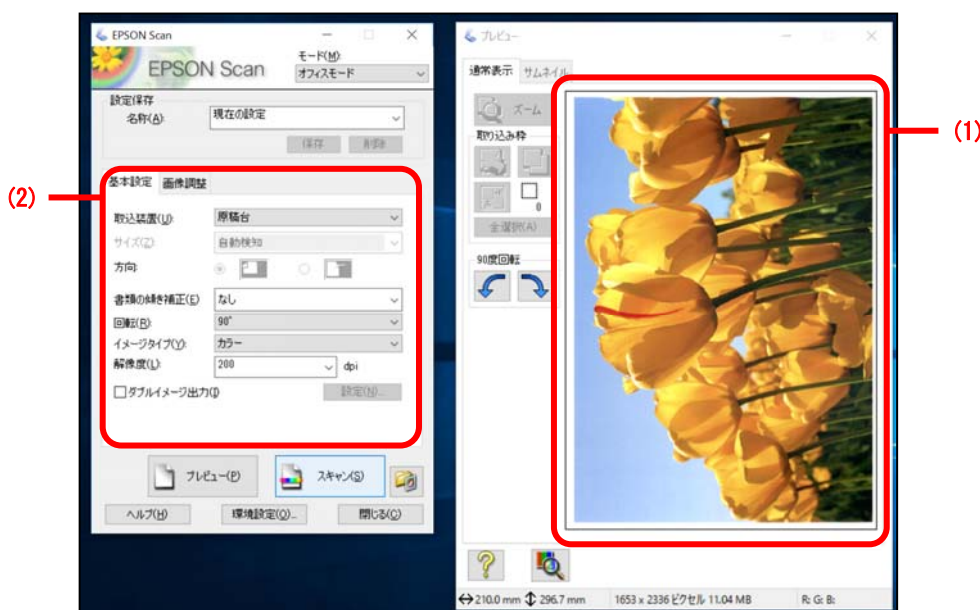 EPSON Scan
EPSON Scan
モード(M):
オフィスモード
設定保存
名称(A):
現在の設定
保存
削除
基本設定 画像調整
取込装置(U):
原稿台
サイズ(Z):
自動検知
方向:
書類の傾き補正(E)
なし
回転(R):
90°
イメージタイプ(Y):
カラー
解像度(L):
200
dpi
ダブルイメージ出力(I)
設定(N)...
プレビュー(P)
スキャン(S)
ヘルプ(H)
環境設定(O)...
閉じる(C)
(2)
プレビュー
通常表示 サムネイル
ズーム
取り込み枠
0
全選択(A)
90度回転
(1)
210.0 mm 296.7 mm 1653 x 2336 ピクセル 11.04 MB R: G: B: